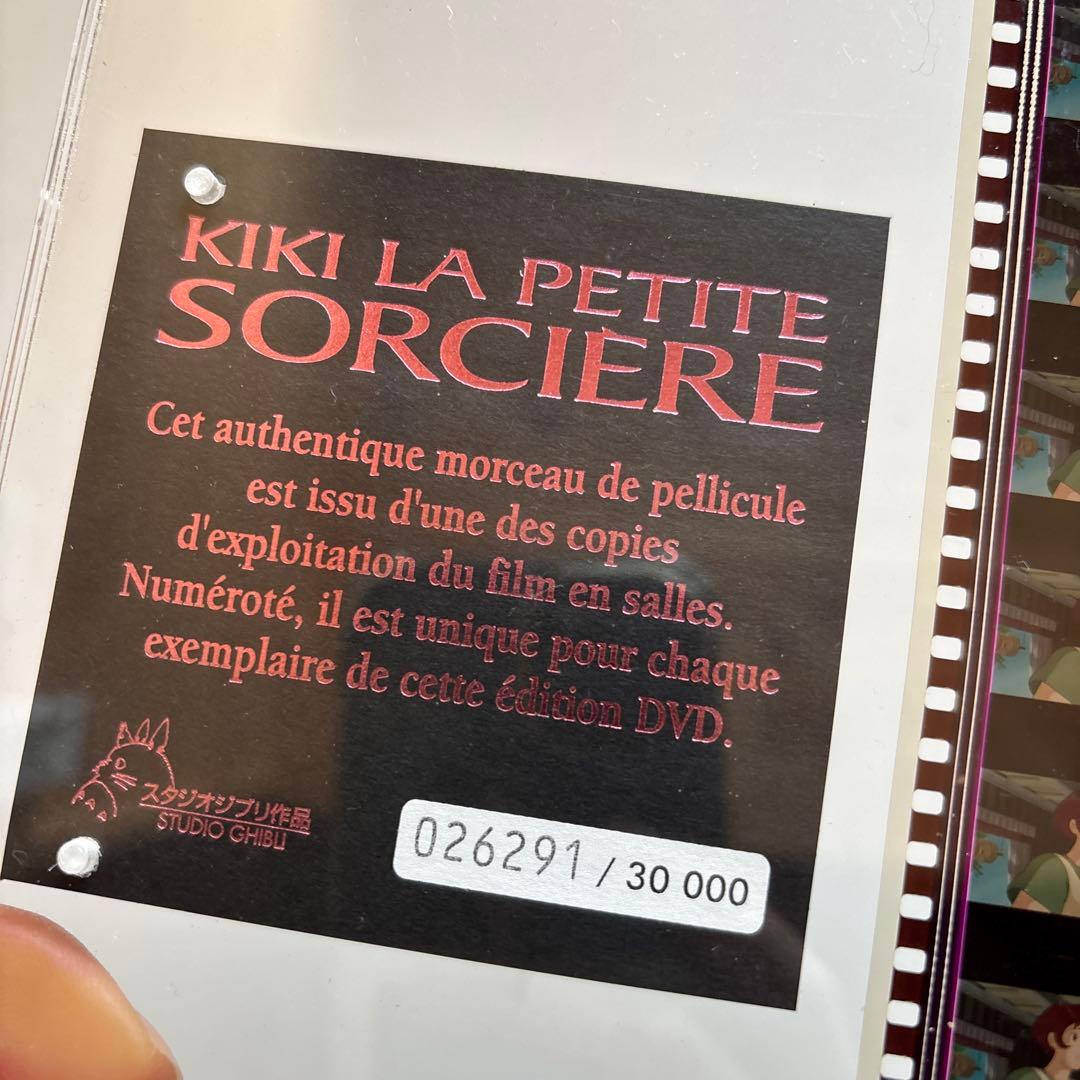 KIKI LA PETITE
SORCIÈRE
Cet authentique morceau de pellicule
est issu d'une des copies
d'exploitation du film en salles.
Numéroté, il est unique pour chaque
exemplaire de cette édition DVD.
スタジオジブリ作品
STUDIO GHIBLI
026291 / 30 000